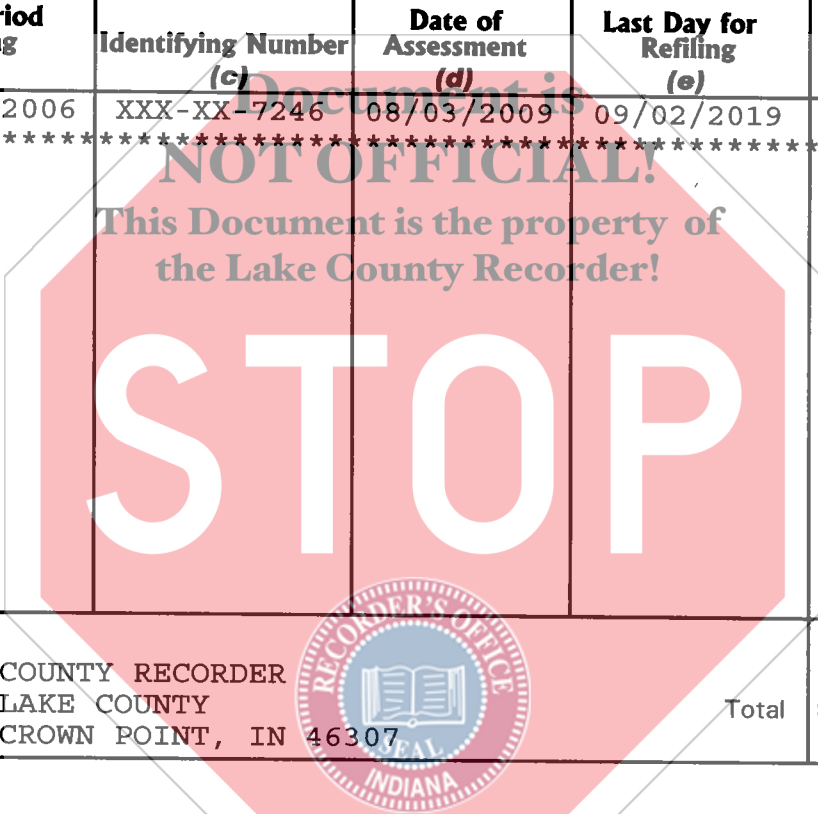 riod
g
Identifying Number
(c)
Date of
Assessment
(d)
Last Day for
Refiling
(e)
2006 XXX-XX-7246 08/03/2009 09/02/2019
****************************************************
Document is
NOT OFFICIAL!
This Document is the property of
the Lake County Recorder!
STOP
COUNTY RECORDER
LAKE COUNTY
CROWN POINT, IN 46307
Total
RECORDER'S OFFICE
SEAL
INDIANA